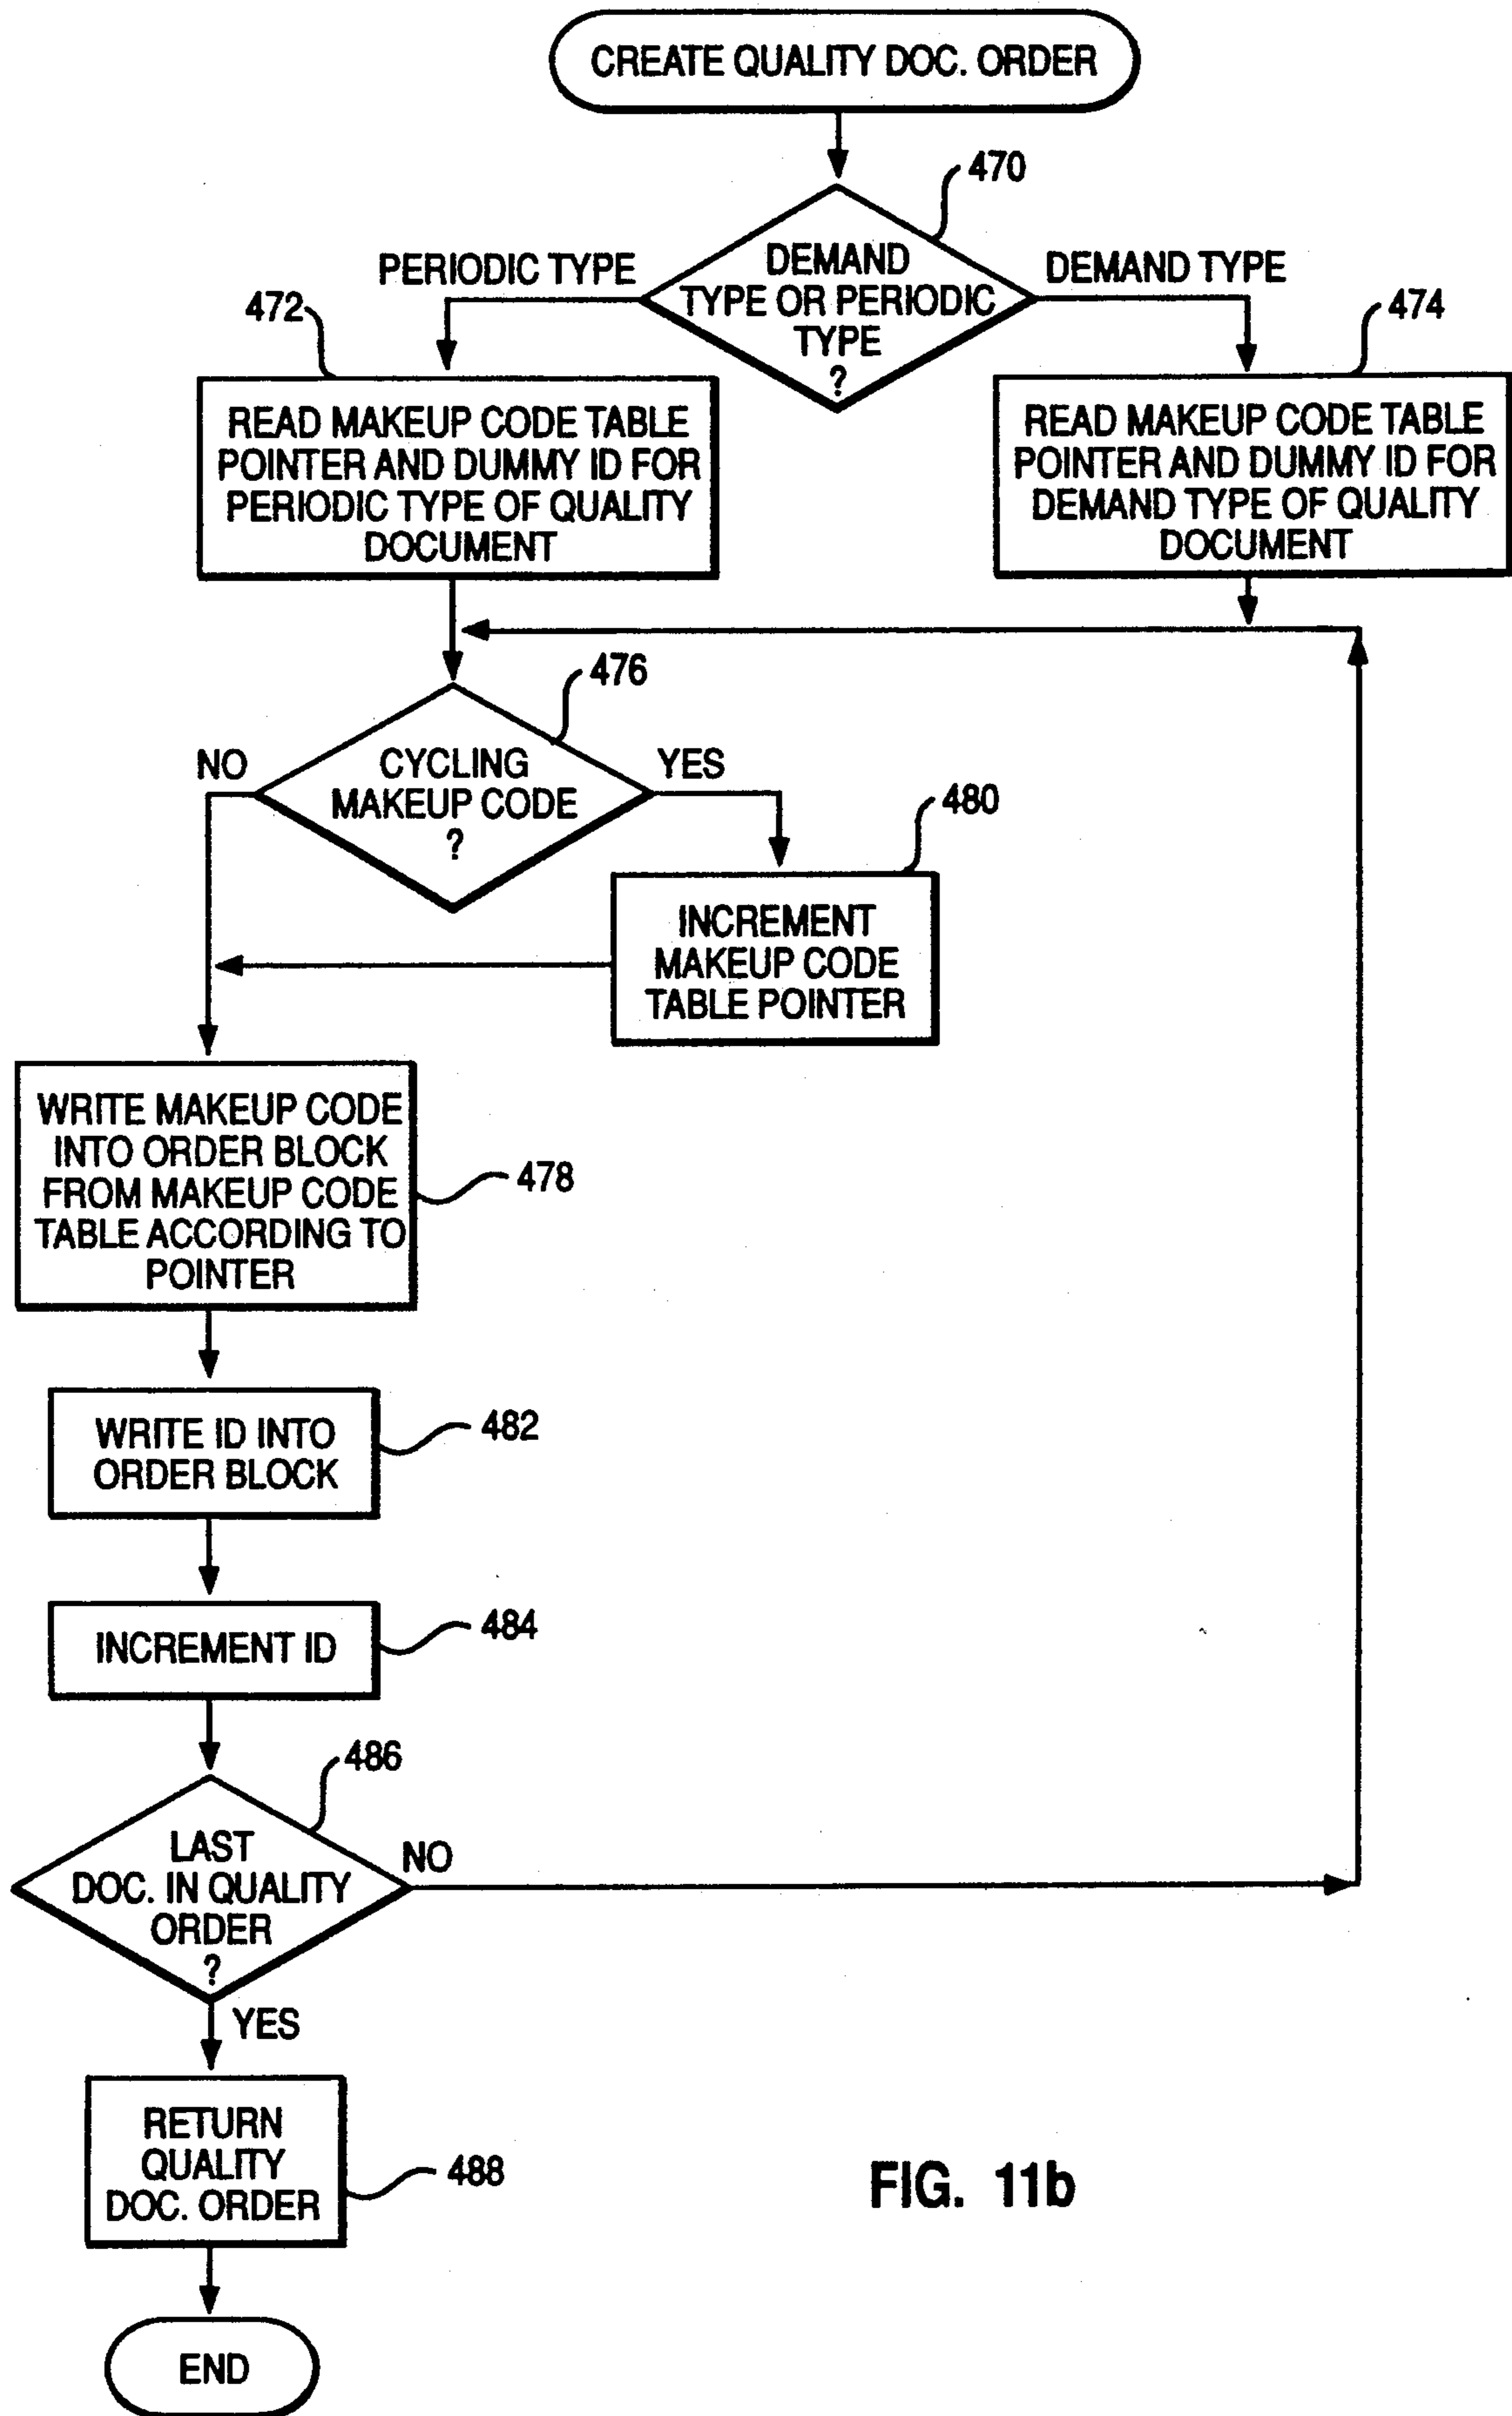 CREATE QUALITY DOC. ORDER
470
DEMAND
TYPE OR PERIODIC
TYPE
?
PERIODIC TYPE
DEMAND TYPE
472
READ MAKEUP CODE TABLE
POINTER AND DUMMY ID FOR
PERIODIC TYPE OF QUALITY
DOCUMENT
474
READ MAKEUP CODE TABLE
POINTER AND DUMMY ID FOR
DEMAND TYPE OF QUALITY
DOCUMENT
476
CYCLING
MAKEUP CODE
?
NO
YES
480
INCREMENT
MAKEUP CODE
TABLE POINTER
WRITE MAKEUP CODE
INTO ORDER BLOCK
FROM MAKEUP CODE
TABLE ACCORDING TO
POINTER
478
WRITE ID INTO
ORDER BLOCK
482
INCREMENT ID
484
486
LAST
DOC. IN QUALITY
ORDER
?
NO
YES
RETURN
QUALITY
DOC. ORDER
488
END
FIG. 11b